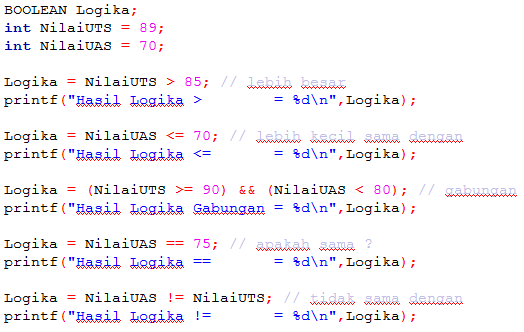 BOOLEAN Logika;
int NilaiUTS = 89;
int NilaiUAS = 70;
Logika = NilaiUTS > 85; // lebih besar
printf("Hasil Logika >        = %d\n",Logika);
Logika = NilaiUAS <= 70; // lebih kecil sama dengan
printf("Hasil Logika <=       = %d\n",Logika);
Logika = (NilaiUTS >= 90) && (NilaiUAS < 80); // gabungan
printf("Hasil Logika Gabungan = %d\n",Logika);
Logika = NilaiUAS == 75; // apakah sama ?
printf("Hasil Logika ==       = %d\n",Logika);
Logika = NilaiUAS != NilaiUTS; // tidak sama dengan
printf("Hasil Logika !=       = %d\n",Logika);